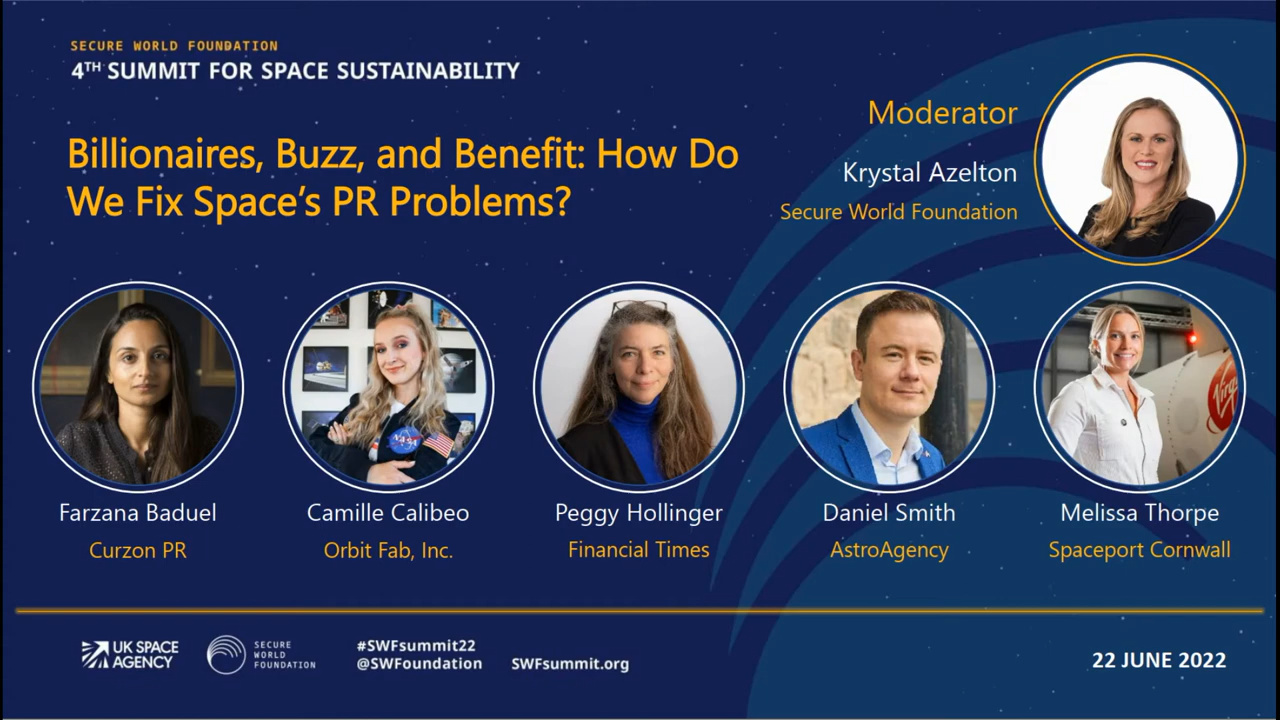 SECURE WORLD FOUNDATION
4TH SUMMIT FOR SPACE SUSTAINABILITY
Billionaires, Buzz, and Benefit: How Do
We Fix Space's PR Problems?
Moderator
Krystal Azelton
Secure World Foundation
NASA
Virgin
Farzana Baduel
Curzon PR
Camille Calibeo
Orbit Fab, Inc.
Peggy Hollinger
Financial Times
Daniel Smith
AstroAgency
Melissa Thorpe
Spaceport Cornwall
UK SPACE
AGENCY
SECURE
WORLD
FOUNDATION
#SWFsummit22
@SWFoundation
SWFsummit.org
22 JUNE 2022